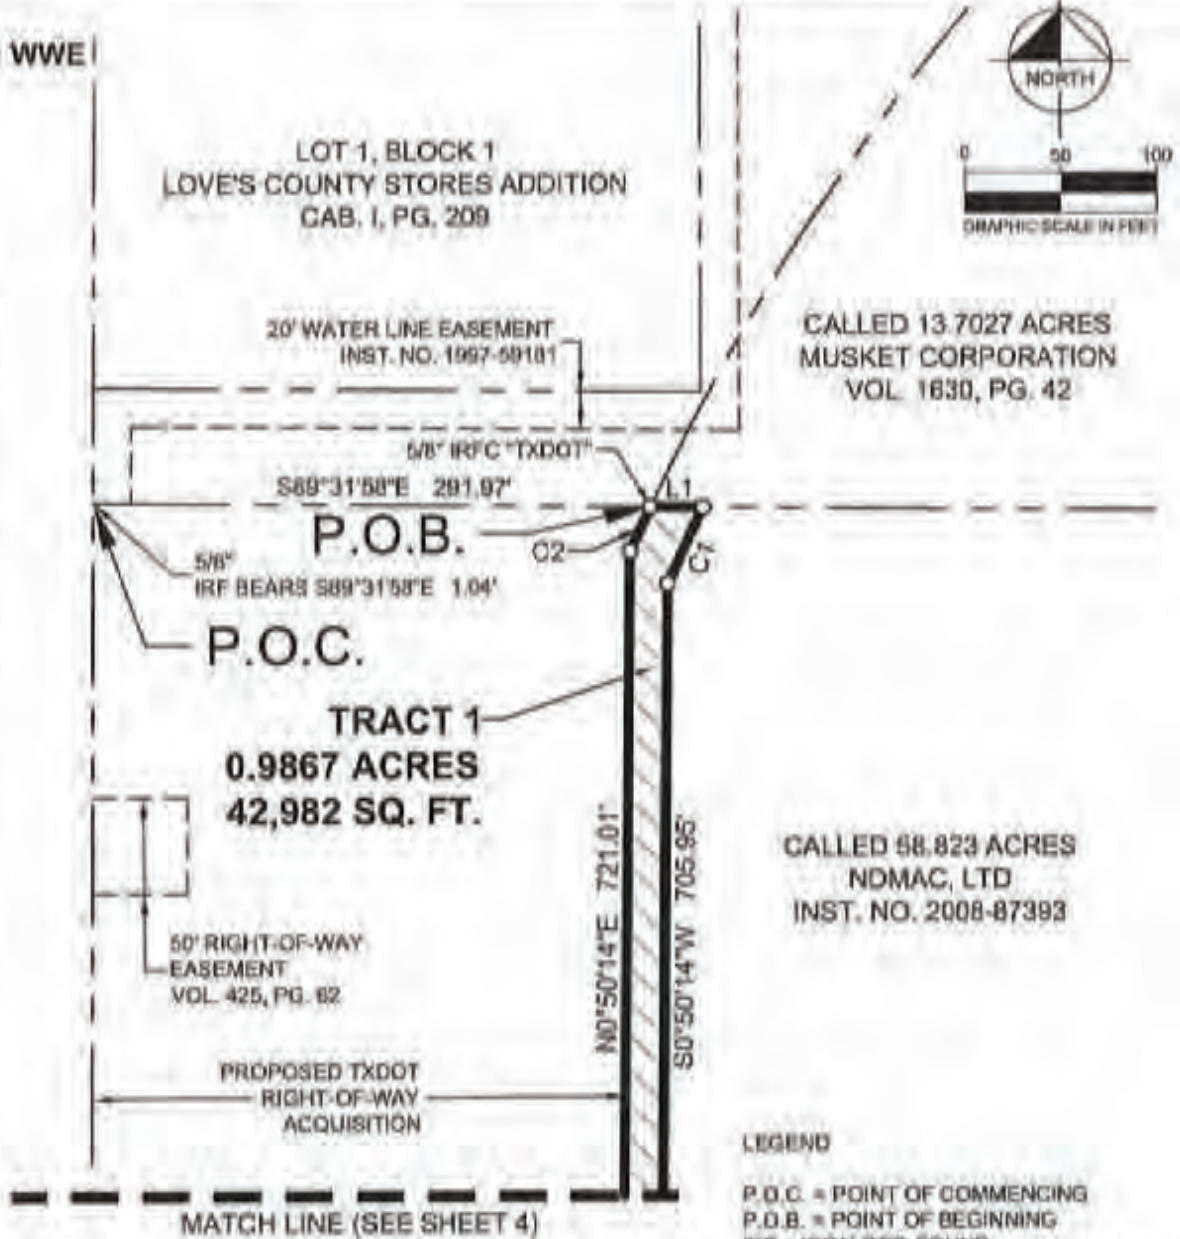 WWE
NORTH
0 50 100
GRAPHIC SCALE IN FEET
LOT 1, BLOCK 1
LOVE'S COUNTY STORES ADDITION
CAB. I, PG. 209
20' WATER LINE EASEMENT
INST. NO. 1997-59181
CALLED 13.7027 ACRES
MUSKET CORPORATION
VOL. 1630, PG. 42
5/8" IRFC "TXDOT"
S89°31'58"E 291.97'
L1
P.O.B.
C2
C1
5/8"
IRF BEARS S89°31'58"E 1.04'
P.O.C.
TRACT 1
0.9867 ACRES
42,982 SQ. FT.
N0°50'14"E 721.01'
S0°50'14"W 705.95'
CALLED 58.823 ACRES
NDMAC, LTD
INST. NO. 2008-87393
50' RIGHT-OF-WAY
EASEMENT
VOL. 425, PG. 62
PROPOSED TXDOT
RIGHT-OF-WAY
ACQUISITION
LEGEND
P.O.C. = POINT OF COMMENCING
P.O.B. = POINT OF BEGINNING
MATCH LINE (SEE SHEET 4)